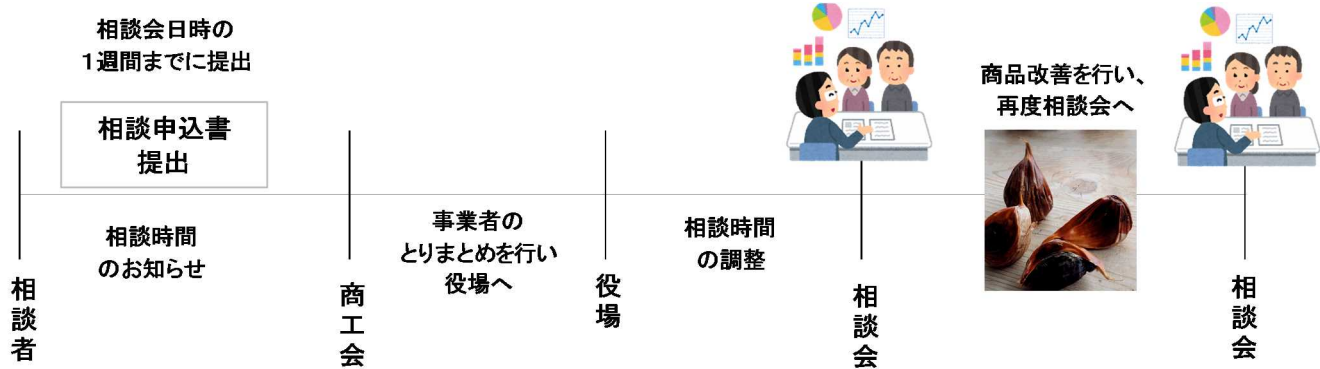 相談会日時の
1週間までに提出
相談申込書
提出
相談時間
のお知らせ
事業者の
とりまとめを行い
役場へ
相談時間
の調整
商品改善を行い、
再度相談会へ
相談者
商工会
役場
相談会
相談会